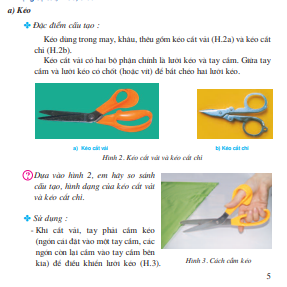 a) Kéo
Đặc điểm cấu tạo :
Kéo dùng trong may, khâu, thêu gồm kéo cắt vải (H.2a) và kéo cắt
chỉ (H.2b).
Kéo cắt vải có hai bộ phận chính là lưỡi kéo và tay cầm. Giữa tay
cầm và lưỡi kéo có chốt (hoặc vít) để bắt chéo hai lưỡi kéo.
a) Kéo cắt vải
b) Kéo cắt chỉ
Hình 2. Kéo cắt vải và kéo cắt chỉ
? Dựa vào hình 2, em hãy so sánh
cấu tạo, hình dạng của kéo cắt vải
và kéo cắt chỉ.
Sử dụng :
- Khi cắt vải, tay phải cầm kéo
(ngón cái đặt vào một tay cầm, các
ngón còn lại cầm vào tay cầm bên
kia) để điều khiển lưỡi kéo (H.3).
Hình 3. Cách cầm kéo
5